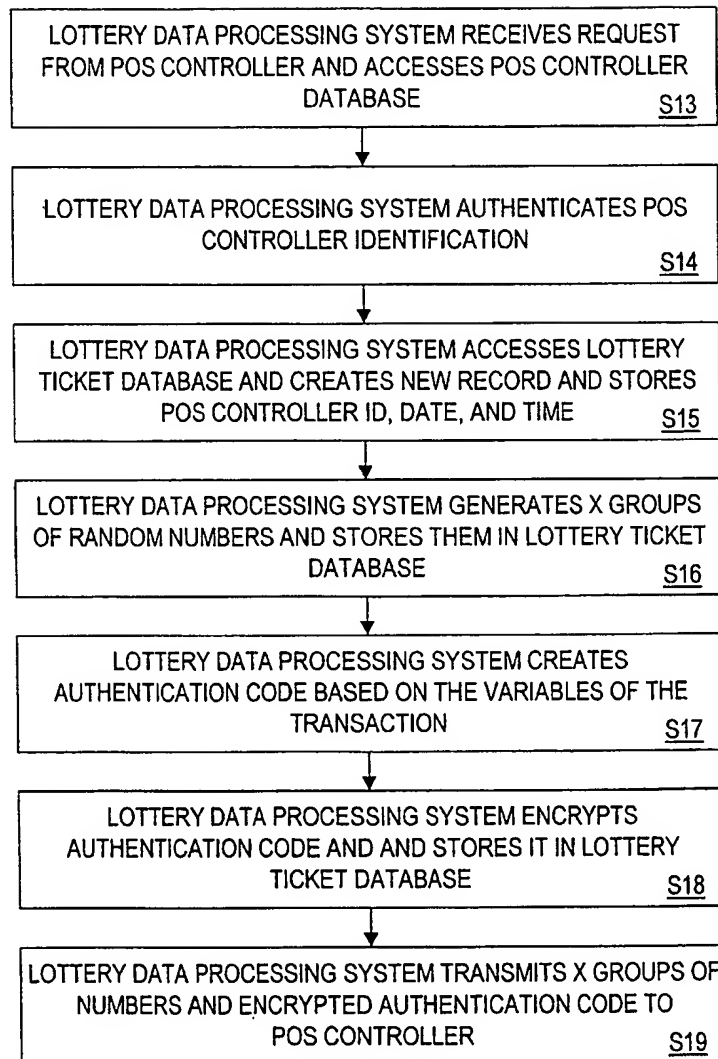 LOTTERY DATA PROCESSING SYSTEM RECEIVES REQUEST
FROM POS CONTROLLER AND ACCESSES POS CONTROLLER
DATABASE
S13
LOTTERY DATA PROCESSING SYSTEM AUTHENTICATES POS
CONTROLLER IDENTIFICATION
S14
LOTTERY DATA PROCESSING SYSTEM ACCESSES LOTTERY
TICKET DATABASE AND CREATES NEW RECORD AND STORES
POS CONTROLLER ID, DATE, AND TIME
S15
LOTTERY DATA PROCESSING SYSTEM GENERATES X GROUPS
OF RANDOM NUMBERS AND STORES THEM IN LOTTERY TICKET
DATABASE
S16
LOTTERY DATA PROCESSING SYSTEM CREATES
AUTHENTICATION CODE BASED ON THE VARIABLES OF THE
TRANSACTION
S17
LOTTERY DATA PROCESSING SYSTEM ENCRYPTS
AUTHENTICATION CODE AND AND STORES IT IN LOTTERY
TICKET DATABASE
S18
LOTTERY DATA PROCESSING SYSTEM TRANSMITS X GROUPS OF
NUMBERS AND ENCRYPTED AUTHENTICATION CODE TO
POS CONTROLLER
S19